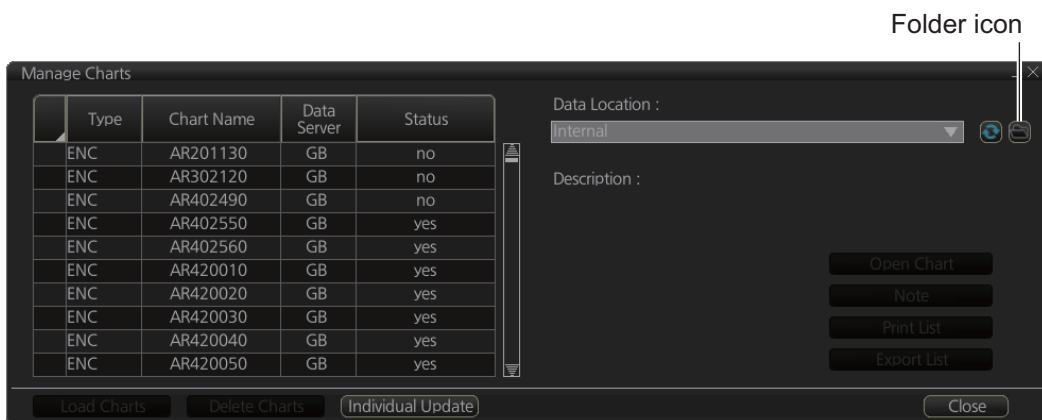 Folder icon
Manage Charts
Type Chart Name Data Server Status
ENC AR201130 GB no
ENC AR302120 GB no
ENC AR402490 GB no
ENC AR402550 GB yes
ENC AR402560 GB yes
ENC AR420010 GB yes
ENC AR420020 GB yes
ENC AR420030 GB yes
ENC AR420040 GB yes
ENC AR420050 GB yes
Data Location :
Internal
Description :
Open Chart
Note
Print List
Export List
Load Charts Delete Charts Individual Update Close